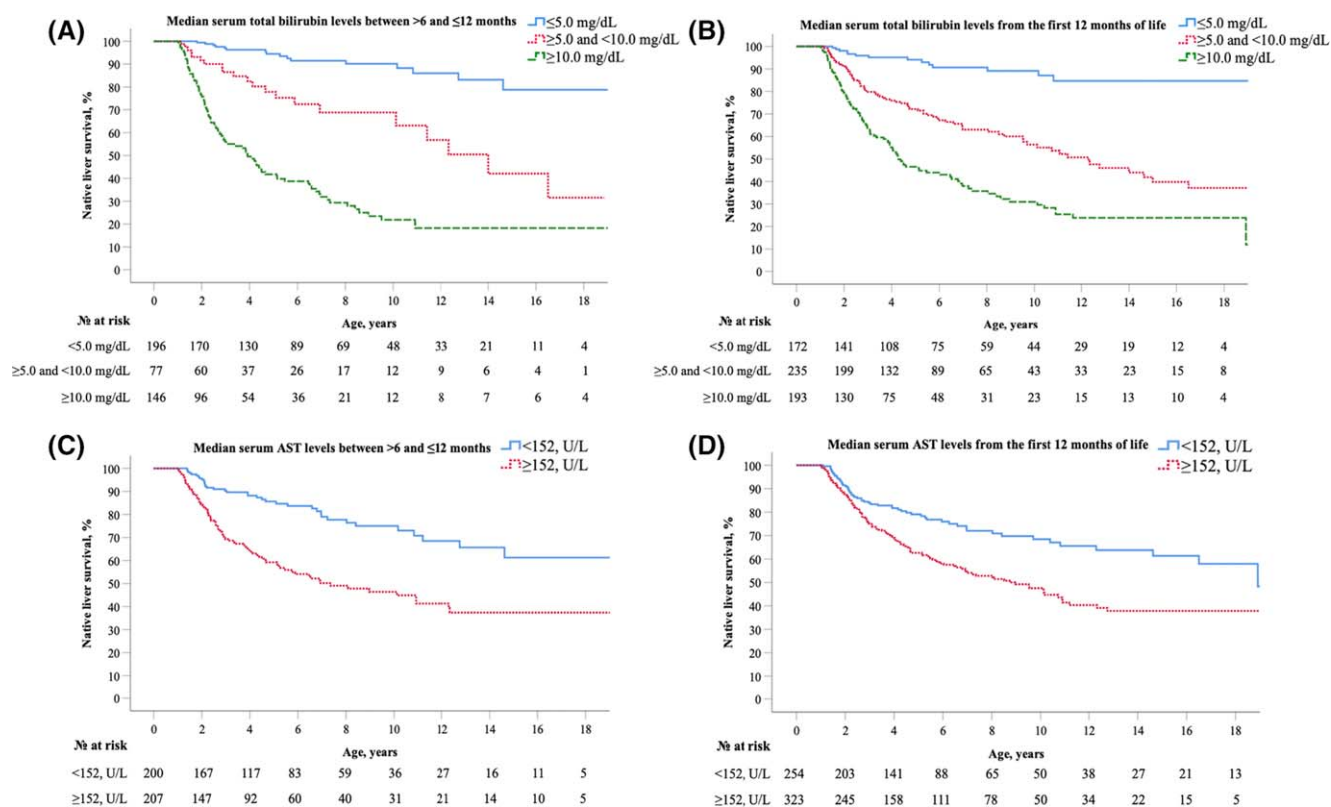 (A)
Median serum total bilirubin levels between >6 and ≤12 months
≤5.0 mg/dL
≥5.0 and <10.0 mg/dL
≥10.0 mg/dL
Native liver survival, %
100
90
80
70
60
50
40
30
20
10
0
0 2 4 6 8 10 12 14 16 18
Age, years
№ at risk
<5.0 mg/dL 196 170 130 89 69 48 33 21 11 4
≥5.0 and <10.0 mg/dL 77 60 37 26 17 12 9 6 4 1
≥10.0 mg/dL 146 96 54 36 21 12 8 7 6 4
(B)
Median serum total bilirubin levels from the first 12 months of life
≤5.0 mg/dL
≥5.0 and <10.0 mg/dL
≥10.0 mg/dL
Native liver survival, %
100
90
80
70
60
50
40
30
20
10
0
0 2 4 6 8 10 12 14 16 18
Age, years
№ at risk
<5.0 mg/dL 172 141 108 75 59 44 29 19 12 4
≥5.0 and <10.0 mg/dL 235 199 132 89 65 43 33 23 15 8
≥10.0 mg/dL 193 130 75 48 31 23 15 13 10 4
(C)
Median serum AST levels between >6 and ≤12 months
<152, U/L
≥152, U/L
Native liver survival, %
100
90
80
70
60
50
40
30
20
10
0
0 2 4 6 8 10 12 14 16 18
Age, years
№ at risk
<152, U/L 200 167 117 83 59 36 27 16 11 5
≥152, U/L 207 147 92 60 40 31 21 14 10 5
(D)
Median serum AST levels from the first 12 months of life
<152, U/L
≥152, U/L
Native liver survival, %
100
90
80
70
60
50
40
30
20
10
0
0 2 4 6 8 10 12 14 16 18
Age, years
№ at risk
<152, U/L 254 203 141 88 65 50 38 27 21 13
≥152, U/L 323 245 158 111 78 50 34 22 15 5